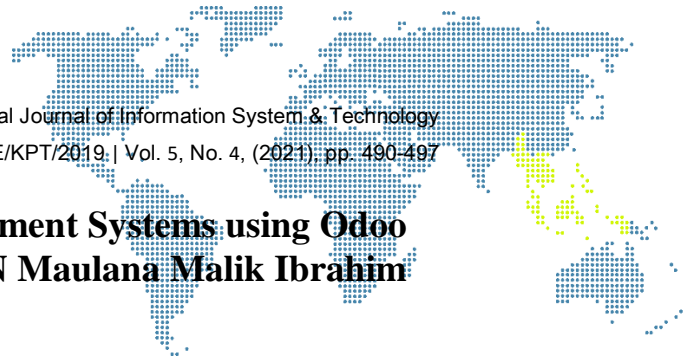 al Journal of Information System & Technology
E/KPT/2019 | Vol. 5, No. 4, (2021), pp. 490-497
ment Systems using Odoo
N Maulana Malik Ibrahim